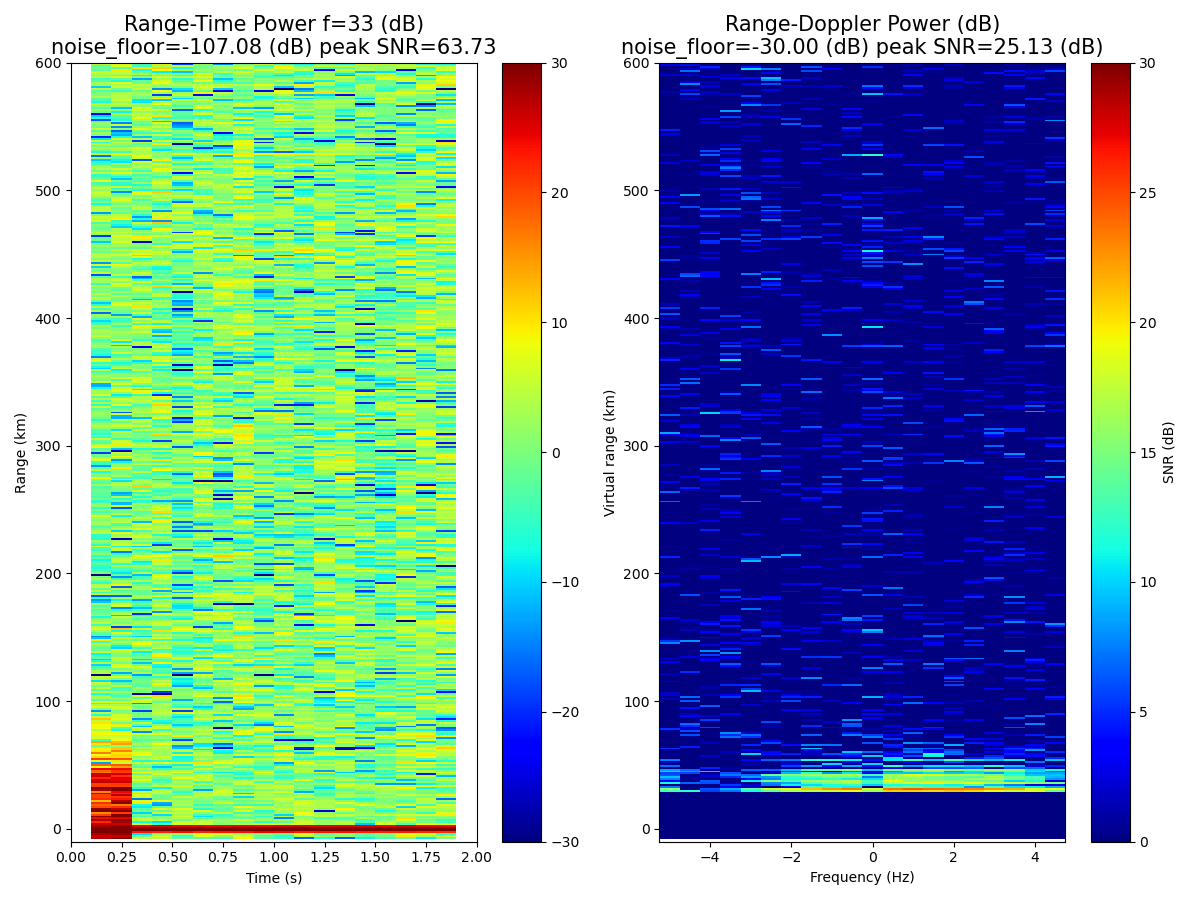 Range-Time Power f=33 (dB)
noise_floor=-107.08 (dB) peak SNR=63.73
Range-Doppler Power (dB)
noise_floor=-30.00 (dB) peak SNR=25.13 (dB)
600
500
400
300
200
100
0
Range (km)
0.00 0.25 0.50 0.75 1.00 1.25 1.50 1.75 2.00
Time (s)
30
20
10
0
−10
−20
−30
600
500
400
300
200
100
0
Virtual range (km)
−4 −2 0 2 4
Frequency (Hz)
30
25
20
15
10
5
0
SNR (dB)